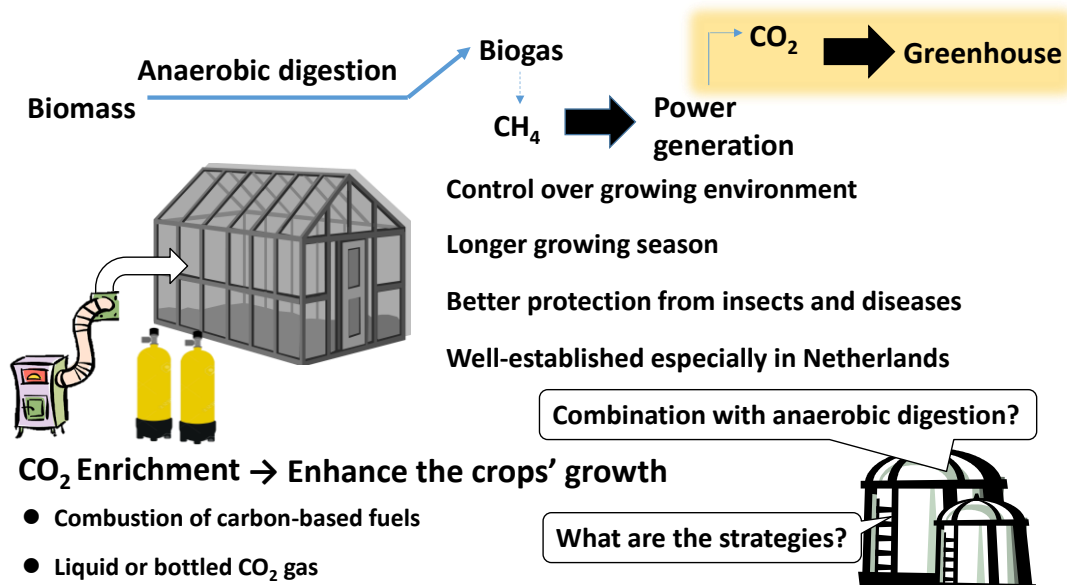 CO₂
Greenhouse
Biogas
Anaerobic digestion
Biomass
CH₄
Power
generation
Control over growing environment
Longer growing season
Better protection from insects and diseases
Well-established especially in Netherlands
Combination with anaerobic digestion?
CO₂ Enrichment → Enhance the crops' growth
● Combustion of carbon-based fuels
What are the strategies?
● Liquid or bottled CO₂ gas